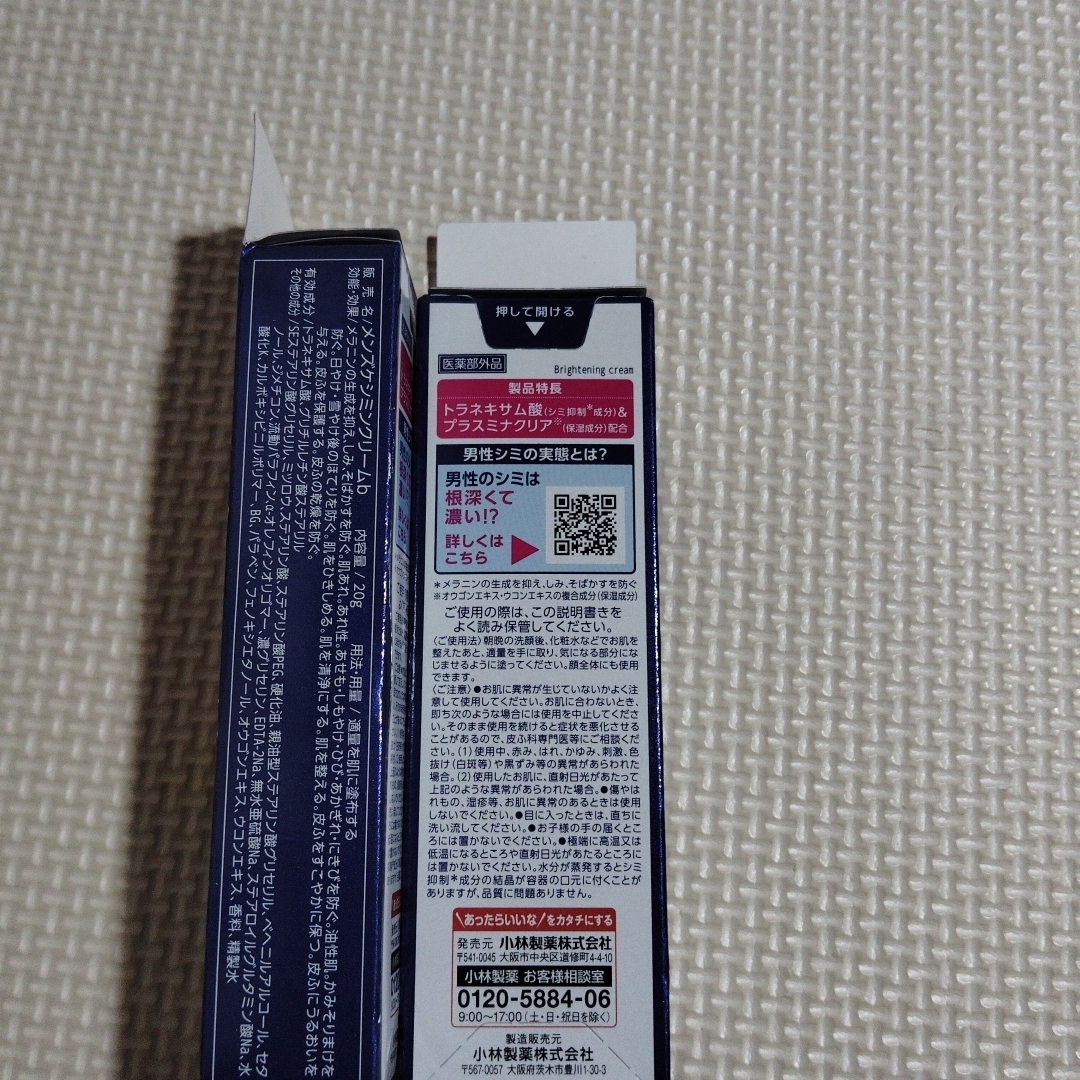 販売名/メンズケシミンクリームb 内容量/20g 用法・用量/適量を肌に塗布する
効能・効果/メラニンの生成を抑え、しみ、そばかすを防ぐ。肌あれ。あれ性。あせも・しもやけ・ひび・あかぎれ・にきびを防ぐ。油性肌。かみそりまけを
防ぐ。日やけ・雪やけ後のほてりを防ぐ。肌をひきしめる。肌を清浄にする。肌を整える。皮ふをすこやかに保つ。皮ふにうるおいを
与える。皮ふを保護する。皮ふの乾燥を防ぐ。
有効成分/トラネキサム酸、グリチルレチン酸ステアリル
その他の成分/SEステアリン酸グリセリル、ミツロウ、ステアリン酸、ステアリン酸PEG、硬化油、親油型ステアリン酸グリセリル、ベヘニルアルコール、セタ
ノール、ジメチコン、流動パラフィン、α-オレフィンオリゴマー、濃グリセリン、EDTA-2Na、無水亜硫酸Na、ステアロイルグルタミン酸Na、水
酸化K、カルボキシビニルポリマー、BG、パラベン、フェノキシエタノール、オウゴンエキス、ウコンエキス、香料、精製水
押して開ける
医薬部外品
Brightening cream
製品特長
トラネキサム酸(シミ抑制*成分)&
プラスミナクリア※(保湿成分)配合
男性シミの実態とは?
男性のシミは
根深くて
濃い!?
詳しくは
こちら
*メラニンの生成を抑え、しみ、そばかすを防ぐ
※オウゴンエキス・ウコンエキスの複合成分(保湿成分)
ご使用の際は、この説明書きを
よく読み保管してください。
〈ご使用法〉朝晩の洗顔後、化粧水などでお肌を
整えたあと、適量を手に取り、気になる部分にな
じませるように塗ってください。顔全体にも使用
できます。
〈ご注意〉●お肌に異常が生じていないかよく注
意して使用してください。お肌に合わないとき、
即ち次のような場合には使用を中止してくださ
い。そのまま使用を続けると症状を悪化させる
ことがあるので、皮ふ科専門医等にご相談くだ
さい。(1)使用中、赤み、はれ、かゆみ、刺激、色
抜け(白斑等)や黒ずみ等の異常があらわれた
場合。(2)使用したお肌に、直射日光があたって
上記のような異常があらわれた場合。●傷やは
れもの、湿疹等、お肌に異常のあるときは使用
しないでください。●目に入ったときは、直ちに
洗い流してください。●お子様の手の届くとこ
ろには置かないでください。●極端に高温又は
低温になるところや直射日光があたるところに
は置かないでください。水分が蒸発するとシミ
抑制*成分の結晶が容器の口元に付くことが
ありますが、品質に問題ありません。
\あったらいいな/をカタチにする
発売元 小林製薬株式会社
〒541-0045 大阪市中央区道修町4-4-10
小林製薬 お客様相談室
0120-5884-06
9:00~17:00(土・日・祝日を除く)
製造販売元
小林製薬株式会社
〒567-0057 大阪府茨木市豊川1-30-3